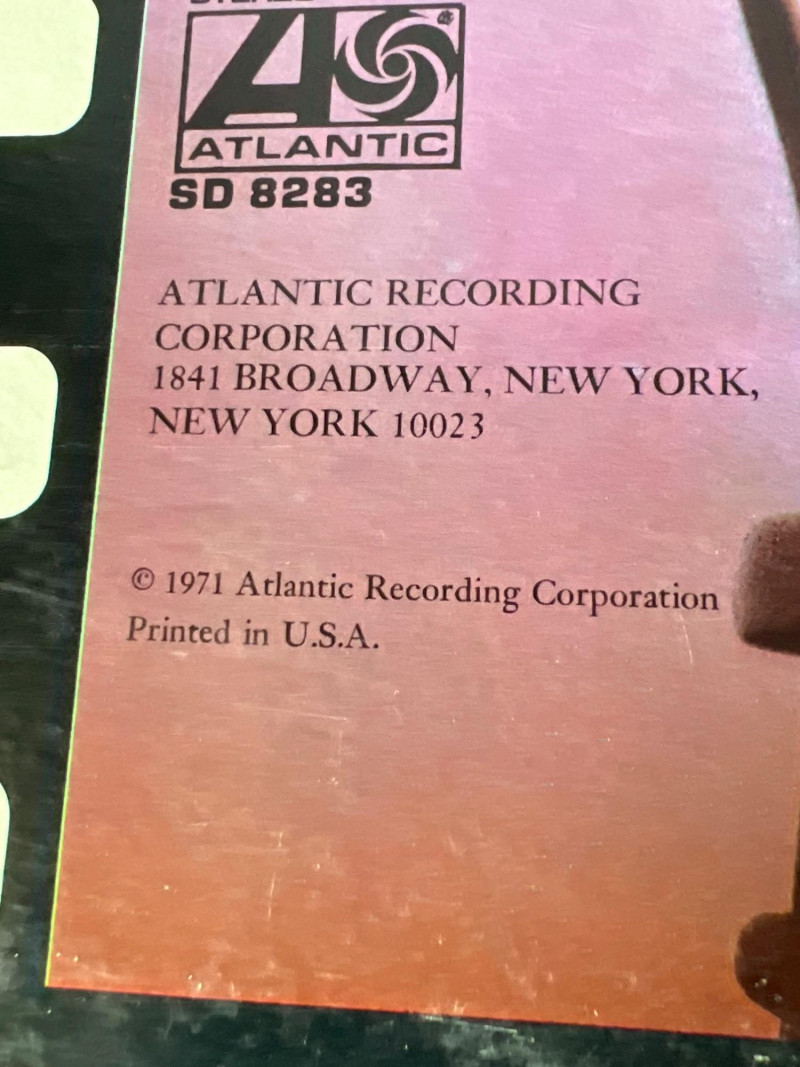 STEREO
ATLANTIC
SD 8283
ATLANTIC RECORDING
CORPORATION
1841 BROADWAY, NEW YORK,
NEW YORK 10023
© 1971 Atlantic Recording Corporation
Printed in U.S.A.